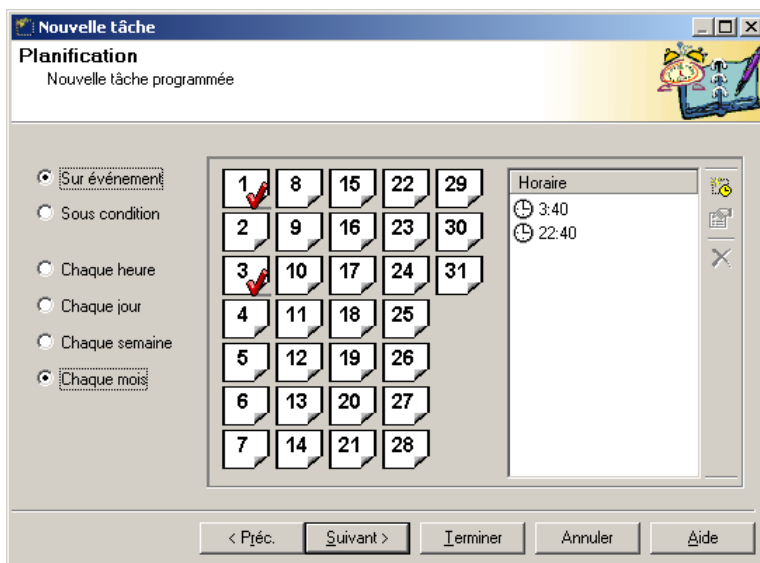 Nouvelle tâche
Planification
Nouvelle tâche programmée
Sur événement
Sous condition
Chaque heure
Chaque jour
Chaque semaine
Chaque mois
1 8 15 22 29
2 9 16 23 30
3 10 17 24 31
4 11 18 25
5 12 19 26
6 13 20 27
7 14 21 28
Horaire
3:40
22:40
< Préc. Suivant > Terminer Annuler Aide